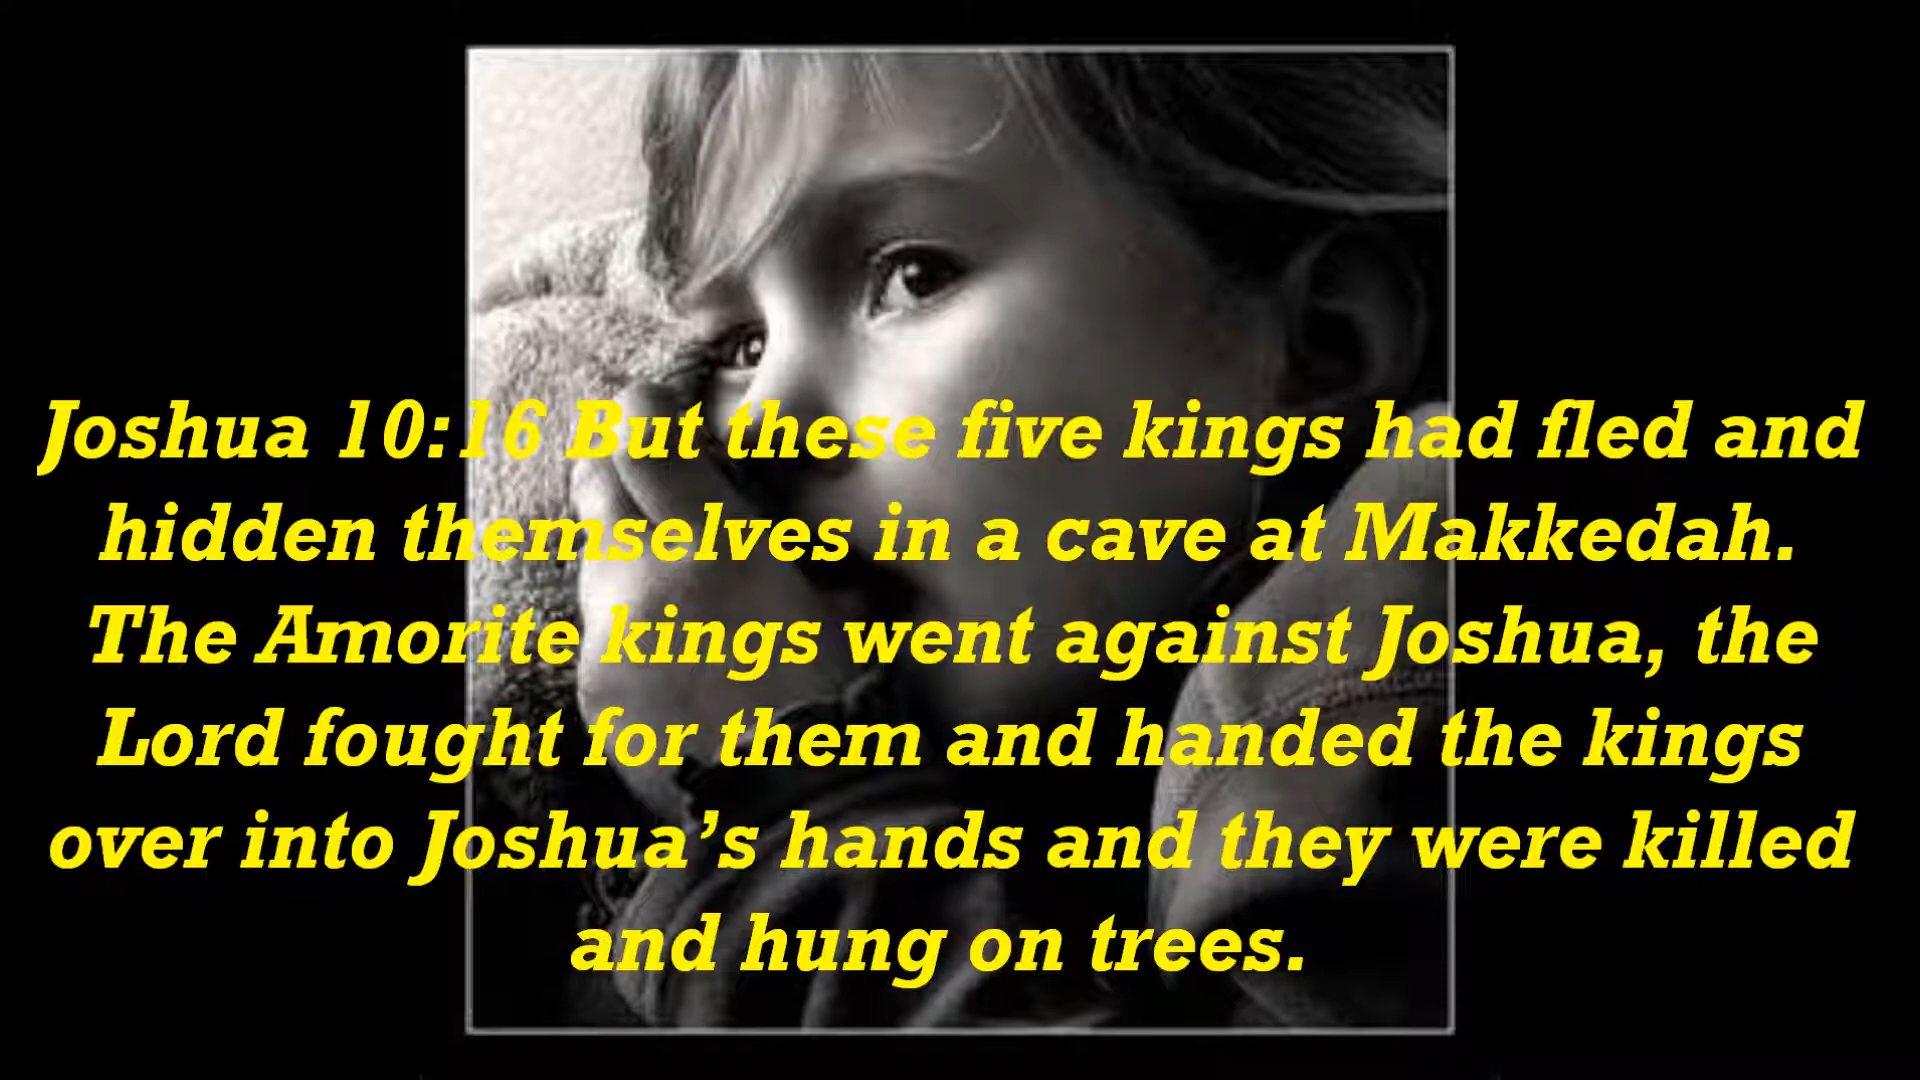 Joshua 10:16 But these five kings had fled and
hidden themselves in a cave at Makkedah.
The Amorite kings went against Joshua, the
Lord fought for them and handed the kings
over into Joshua’s hands and they were killed
and hung on trees.